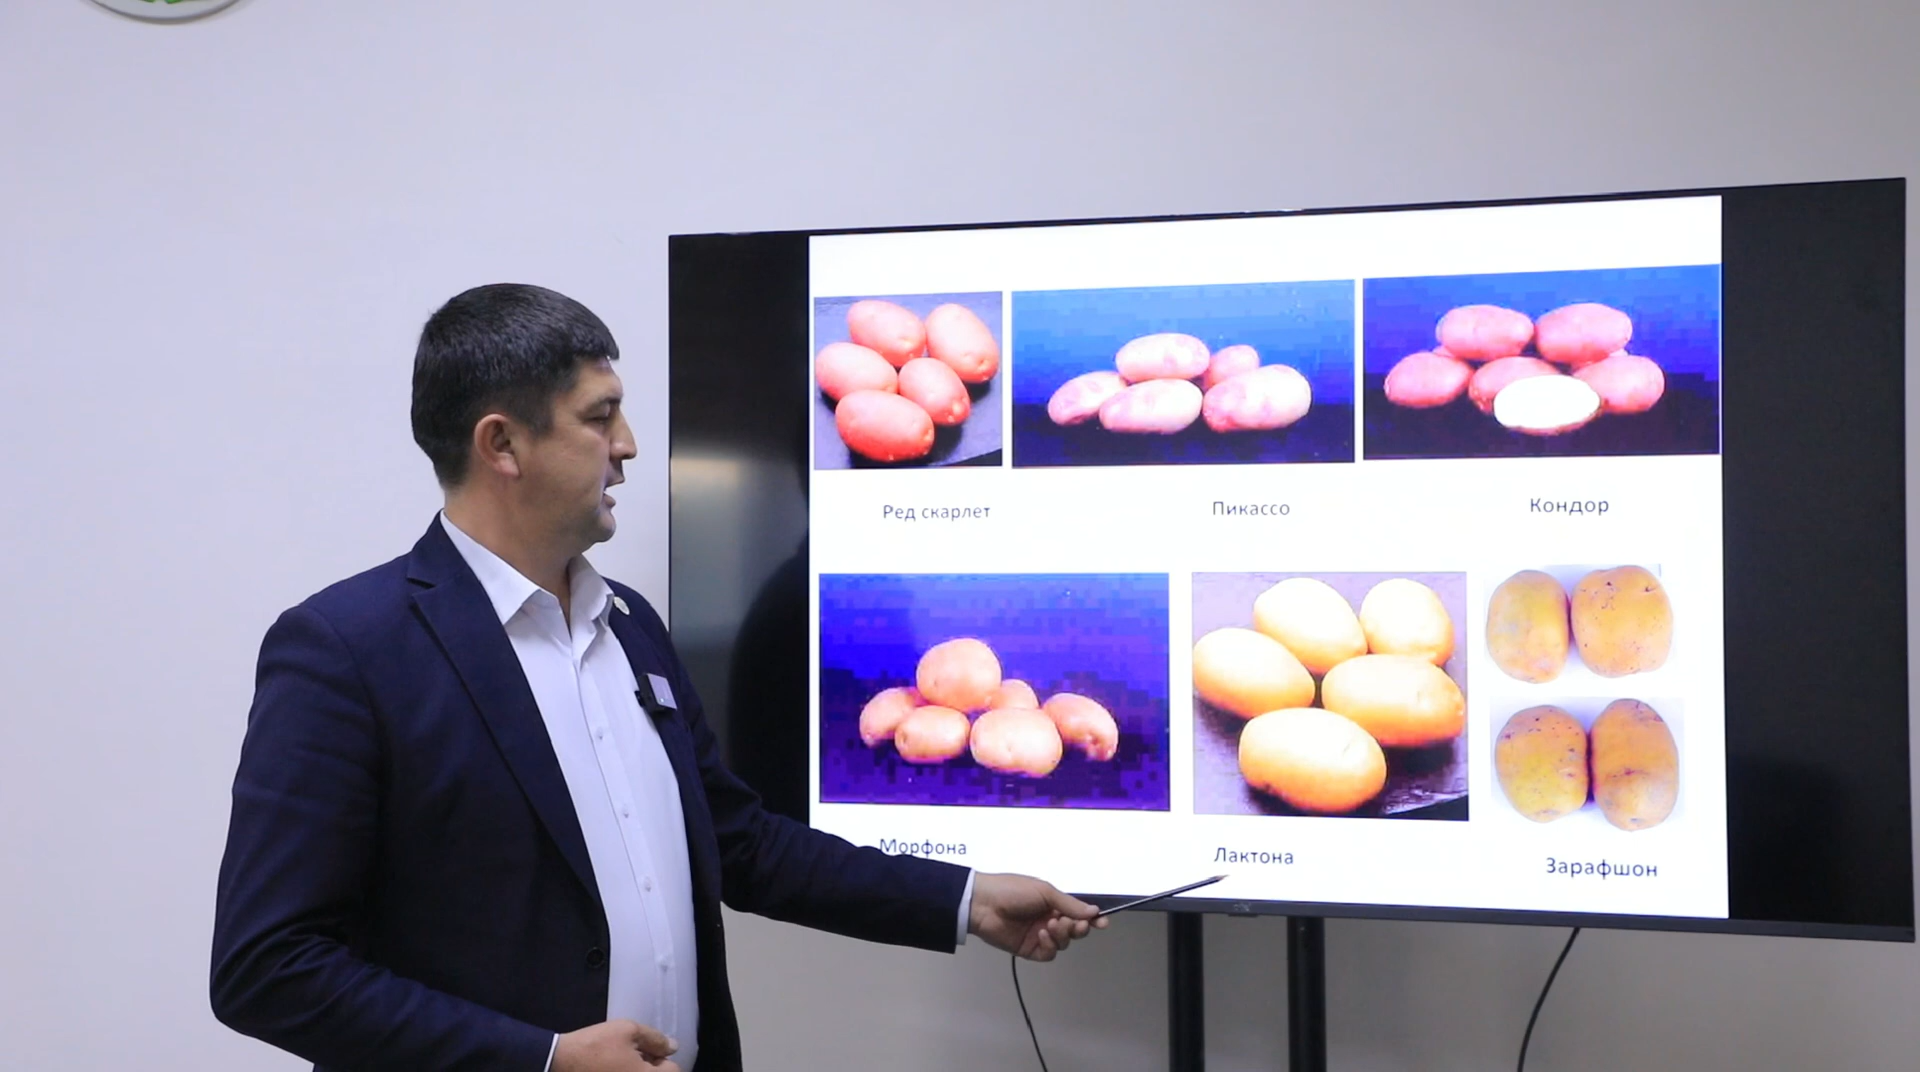 Ред скарлет
Пикассо
Кондор
Морфона
Лактона
Зарафшон